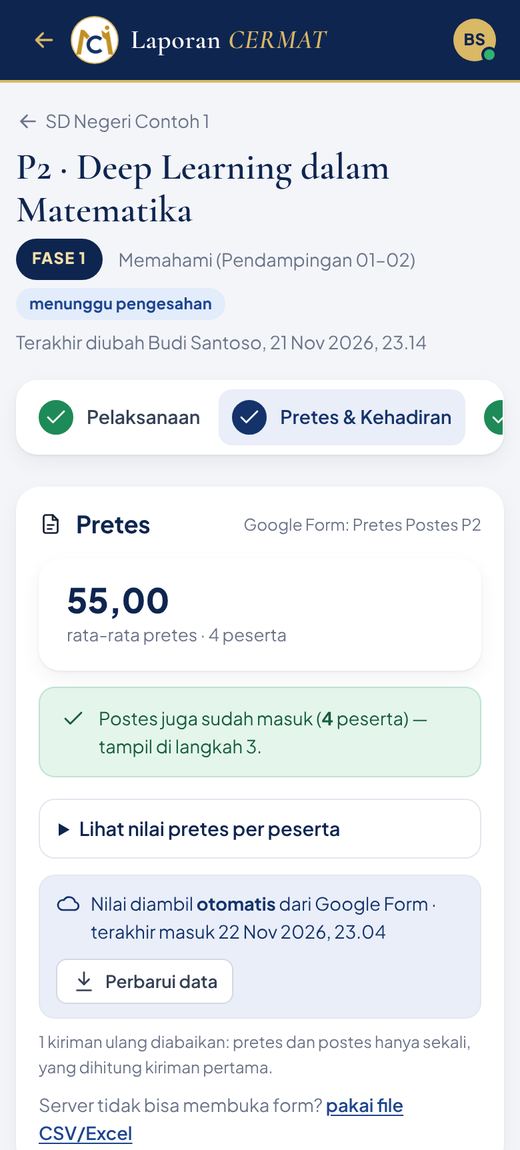 Laporan CERMAT
BS
← SD Negeri Contoh 1
P2 · Deep Learning dalam
Matematika
FASE 1 Memahami (Pendampingan 01–02)
menunggu pengesahan
Terakhir diubah Budi Santoso, 21 Nov 2026, 23.14
Pelaksanaan Pretes & Kehadiran
Pretes Google Form: Pretes Postes P2
55,00
rata-rata pretes · 4 peserta
Postes juga sudah masuk (4 peserta) —
tampil di langkah 3.
Lihat nilai pretes per peserta
Nilai diambil otomatis dari Google Form ·
terakhir masuk 22 Nov 2026, 23.04
Perbarui data
1 kiriman ulang diabaikan: pretes dan postes hanya sekali,
yang dihitung kiriman pertama.
Server tidak bisa membuka form? pakai file
CSV/Excel